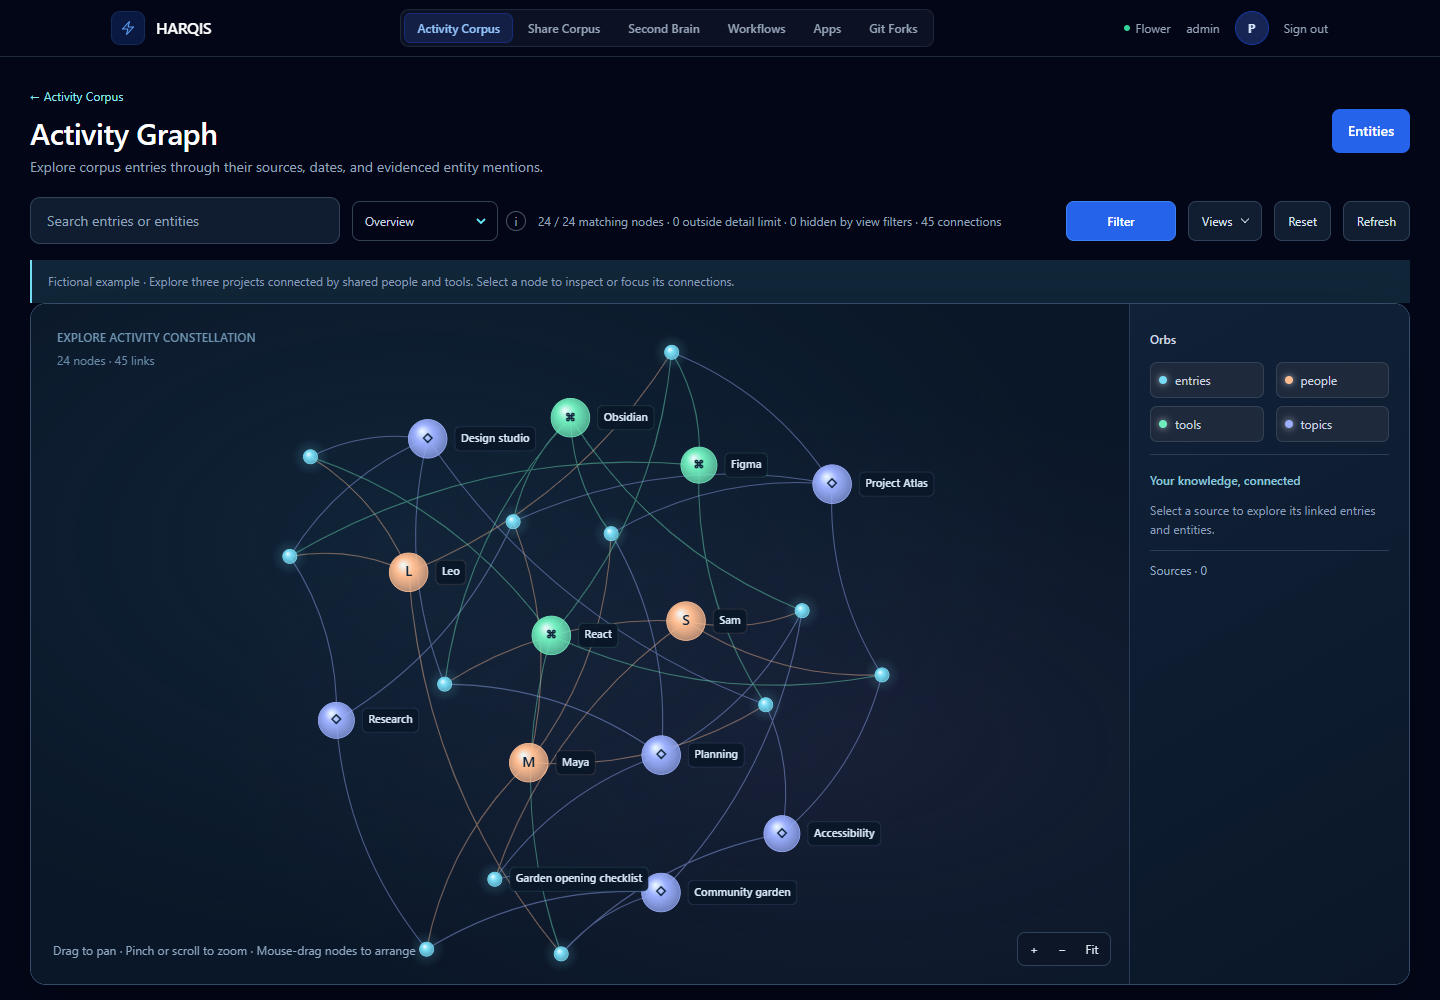 HARQIS
Activity Corpus
Share Corpus
Second Brain
Workflows
Apps
Git Forks
Flower
admin
P
Sign out
← Activity Corpus
Activity Graph
Explore corpus entries through their sources, dates, and evidenced entity mentions.
Entities
Search entries or entities
Overview
i
24 / 24 matching nodes · 0 outside detail limit · 0 hidden by view filters · 45 connections
Filter
Views
Reset
Refresh
Fictional example · Explore three projects connected by shared people and tools. Select a node to inspect or focus its connections.
EXPLORE ACTIVITY CONSTELLATION
24 nodes · 45 links
⌘ Obsidian
◇ Design studio
⌘ Figma
◇ Project Atlas
L Leo
S Sam
⌘ React
◇ Research
◇ Planning
M Maya
◇ Accessibility
Garden opening checklist
◇ Community garden
Drag to pan · Pinch or scroll to zoom · Mouse-drag nodes to arrange
+ − Fit
Orbs
entries
people
tools
topics
Your knowledge, connected
Select a source to explore its linked entries
and entities.
Sources · 0